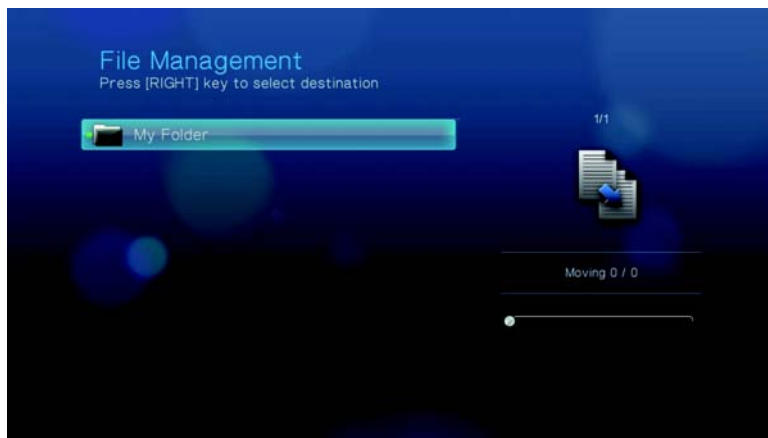 File Management
Press [RIGHT] key to select destination
My Folder
1/1
Moving 0 / 0